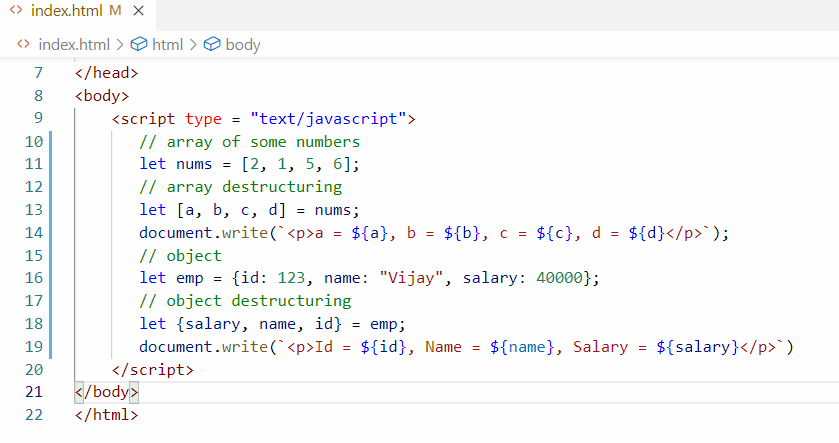 index.html M ×
index.html > html > body
7 </head>
8 <body>
9 <script type = "text/javascript">
10 // array of some numbers
11 let nums = [2, 1, 5, 6];
12 // array destructuring
13 let [a, b, c, d] = nums;
14 document.write(`<p>a = ${a}, b = ${b}, c = ${c}, d = ${d}</p>`);
15 // object
16 let emp = {id: 123, name: "Vijay", salary: 40000};
17 // object destructuring
18 let {salary, name, id} = emp;
19 document.write(`<p>Id = ${id}, Name = ${name}, Salary = ${salary}</p>`)
20 </script>
21 </body>
22 </html>